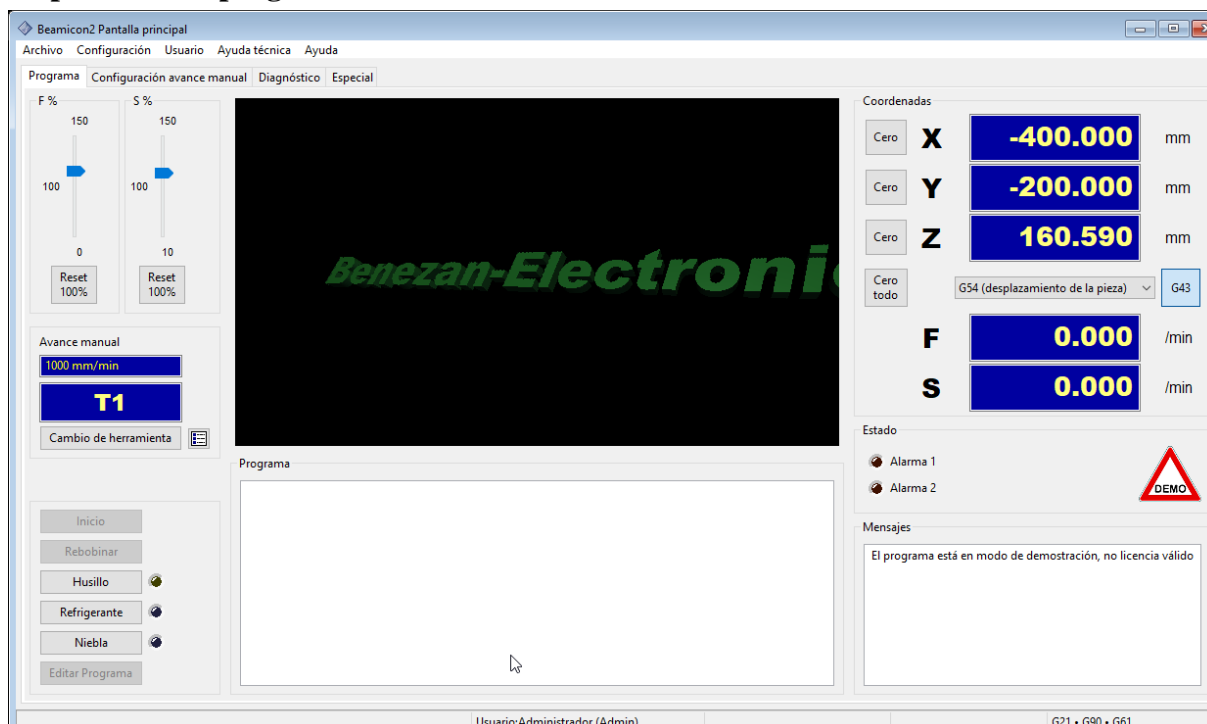 Beamicon2 Pantalla principal
Archivo Configuración Usuario Ayuda técnica Ayuda
Programa Configuración avance manual Diagnóstico Especial
F % S %
150 150
100 100
0 10
Reset 100% Reset 100%
Avance manual
1000 mm/min
T1
Cambio de herramienta
Inicio
Rebobinar
Husillo
Refrigerante
Niebla
Editar Programa
Benezan-Electroni
Programa
Coordenadas
Cero X -400.000 mm
Cero Y -200.000 mm
Cero Z 160.590 mm
Cero todo G54 (desplazamiento de la pieza) G43
F 0.000 /min
S 0.000 /min
Estado
Alarma 1
Alarma 2
DEMO
Mensajes
El programa está en modo de demostración, no licencia válido
Usuario:Administrador (Admin) G21 • G90 • G61